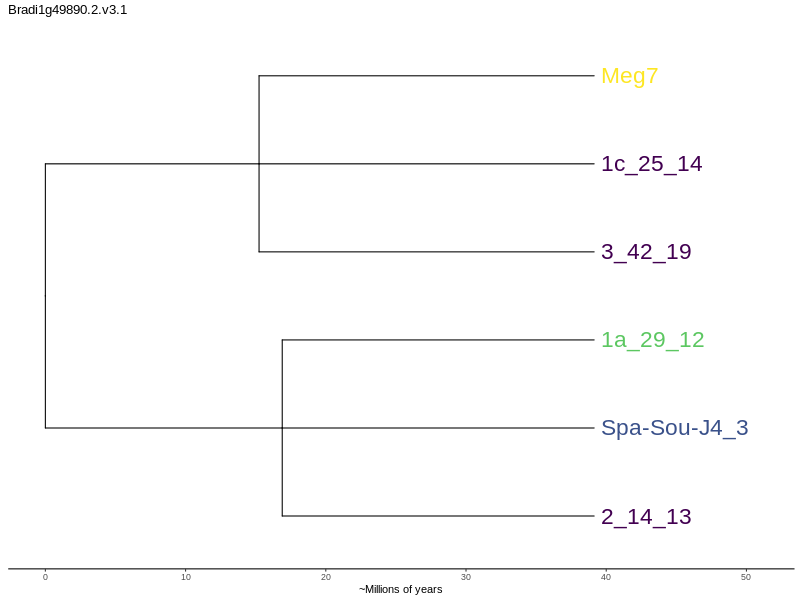 Bradi1g49890.2.v3.1
Meg7
1c_25_14
3_42_19
1a_29_12
Spa-Sou-J4_3
2_14_13
0 10 20 30 40 50
~Millions of years